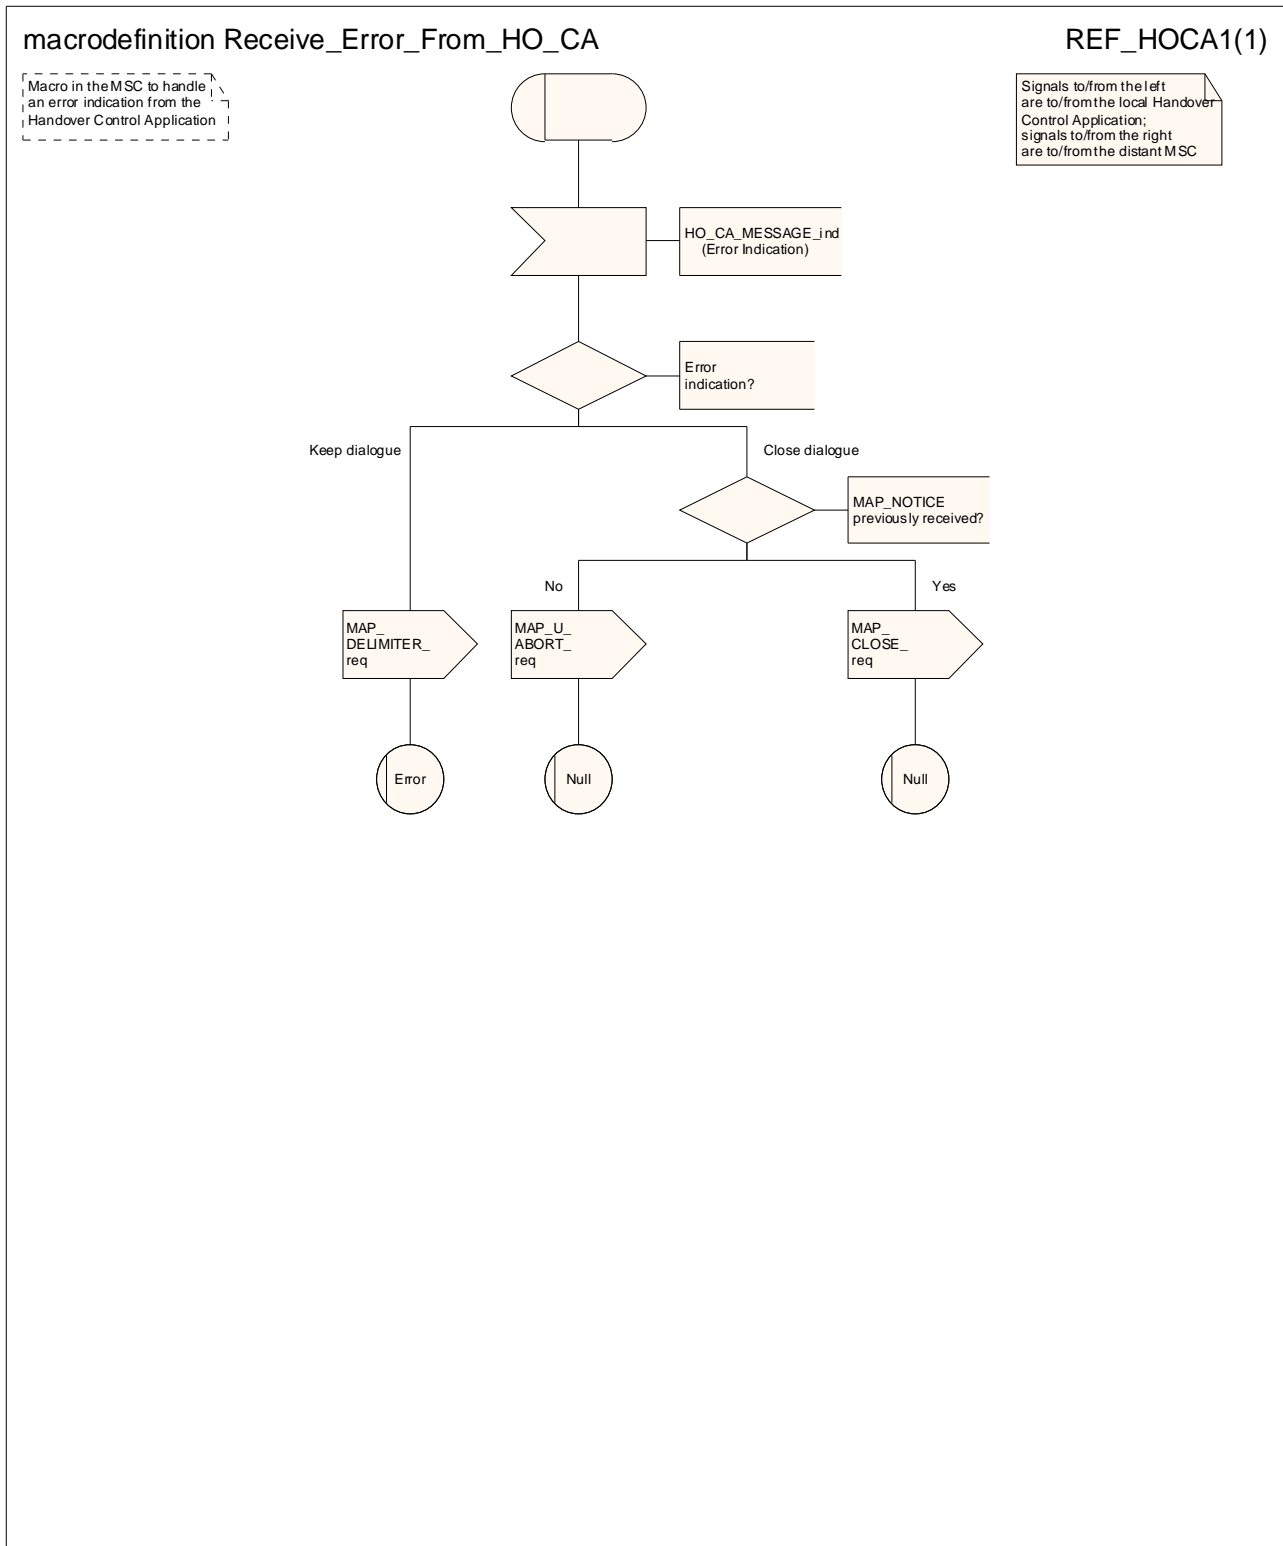 macrodefinition Receive_Error_From_HO_CA
REF_HOCA1(1)
Macro in the MSC to handle
an error indication from the
Handover Control Application
Signals to/from the left
are to/from the local Handover
Control Application;
signals to/from the right
are to/from the distant MSC
HO_CA_MESSAGE_ind
(Error Indication)
Error
indication?
Keep dialogue
Close dialogue
MAP_NOTICE
previously received?
No
Yes
MAP_
DELIMITER_
req
MAP_U_
ABORT_
req
MAP_
CLOSE_
req
Error
Null
Null